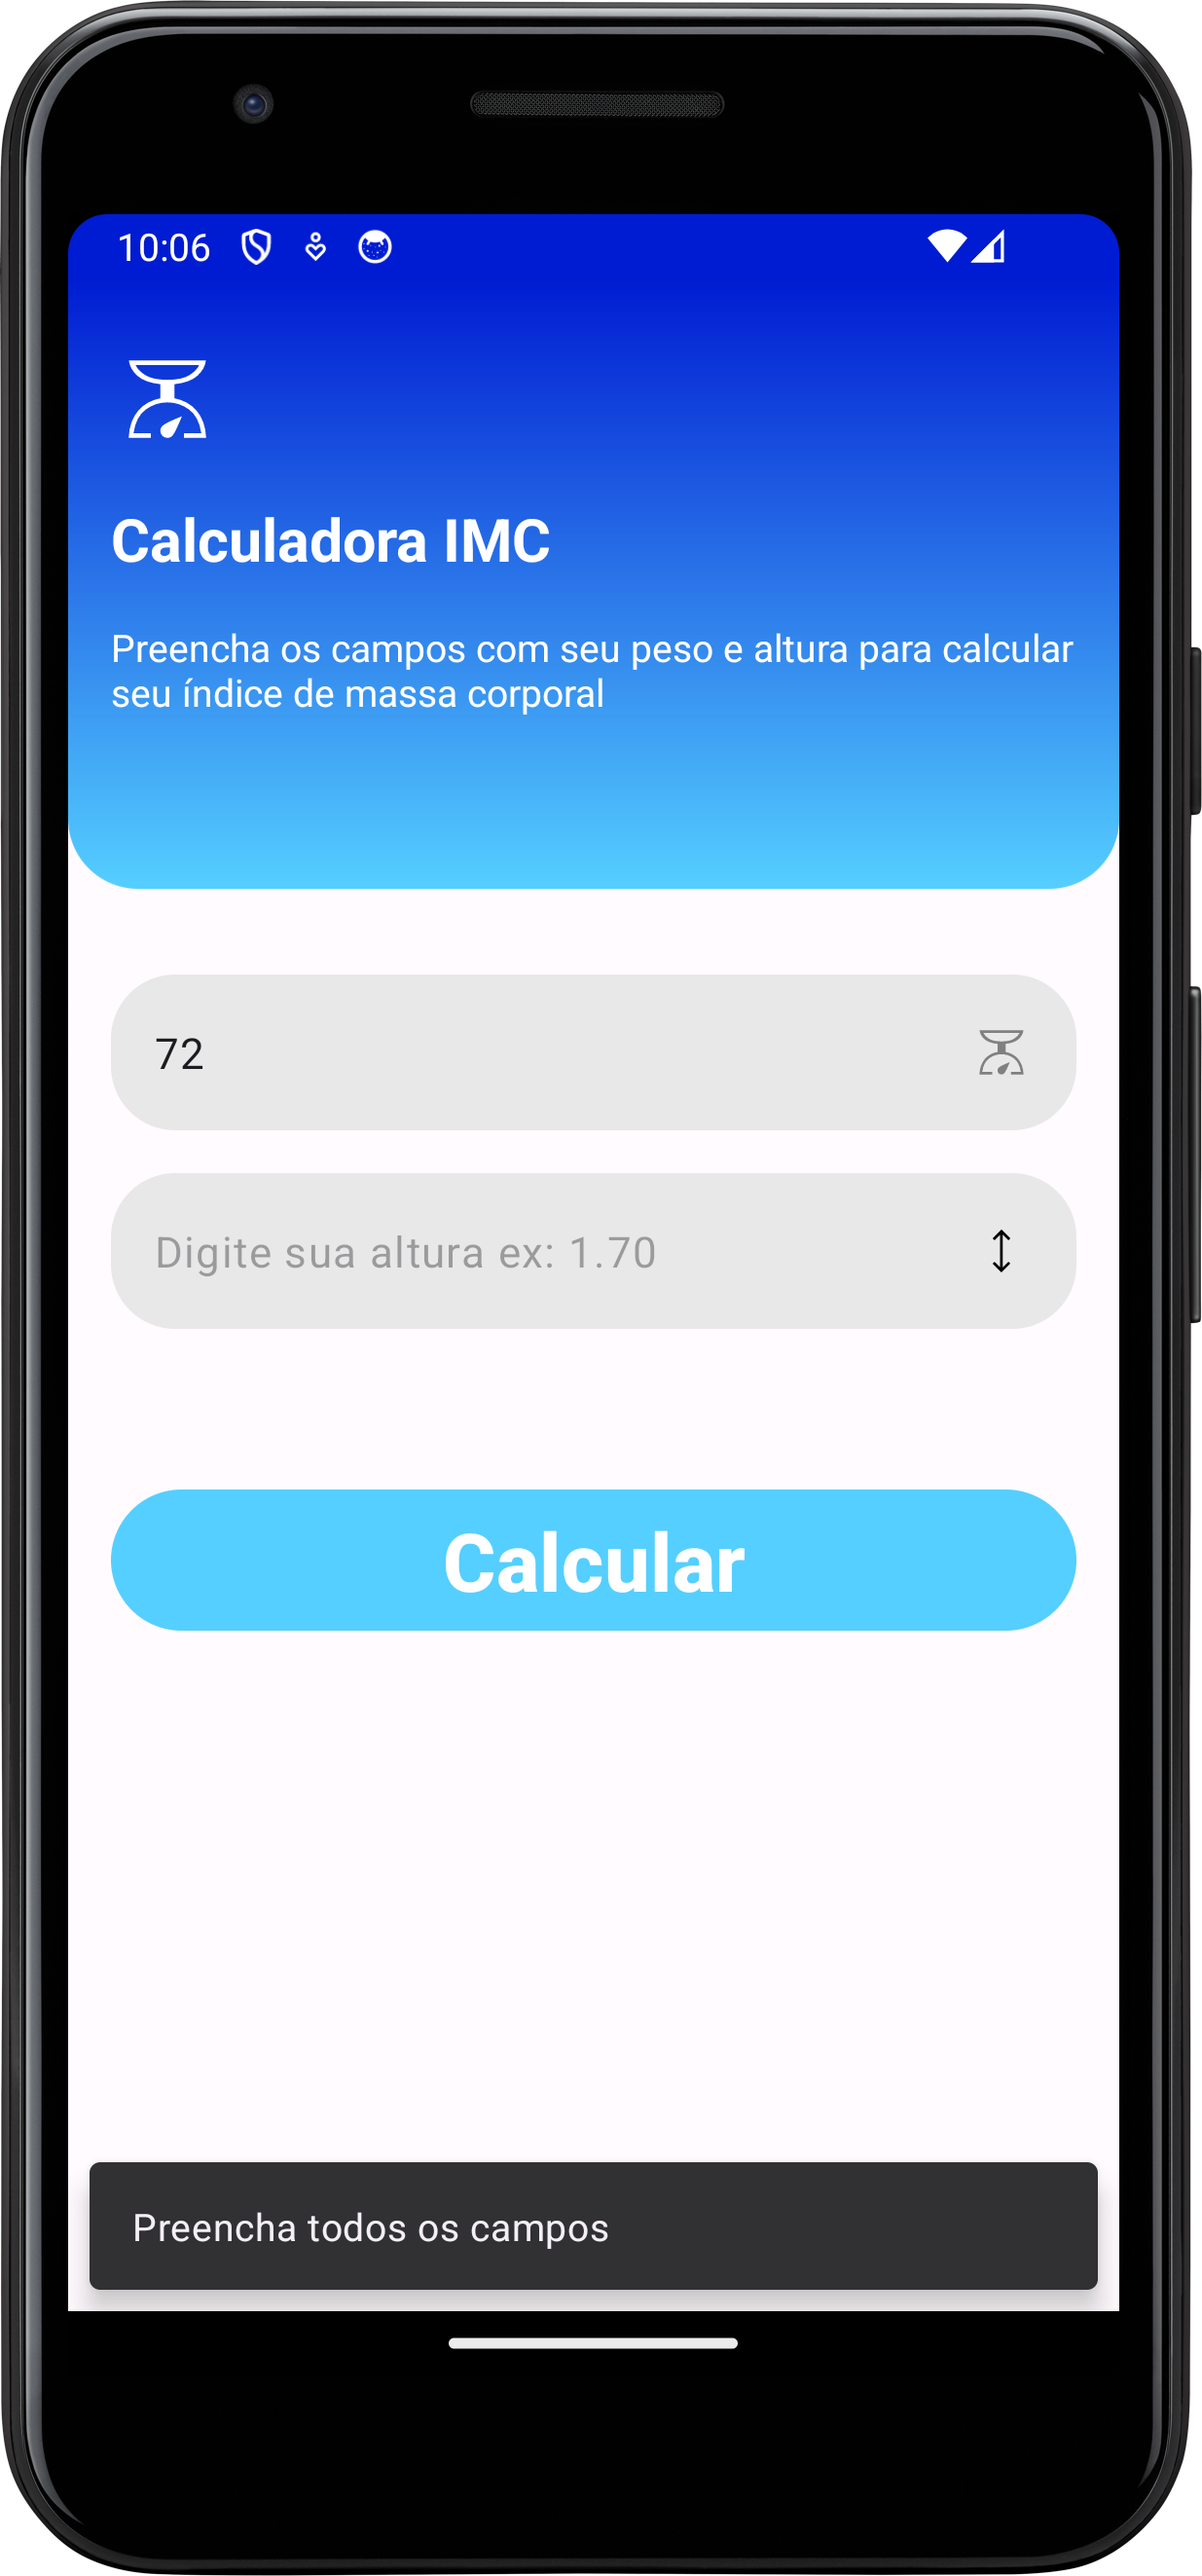 10:06
Calculadora IMC
Preencha os campos com seu peso e altura para calcular
seu índice de massa corporal
72
Digite sua altura ex: 1.70
Calcular
Preencha todos os campos